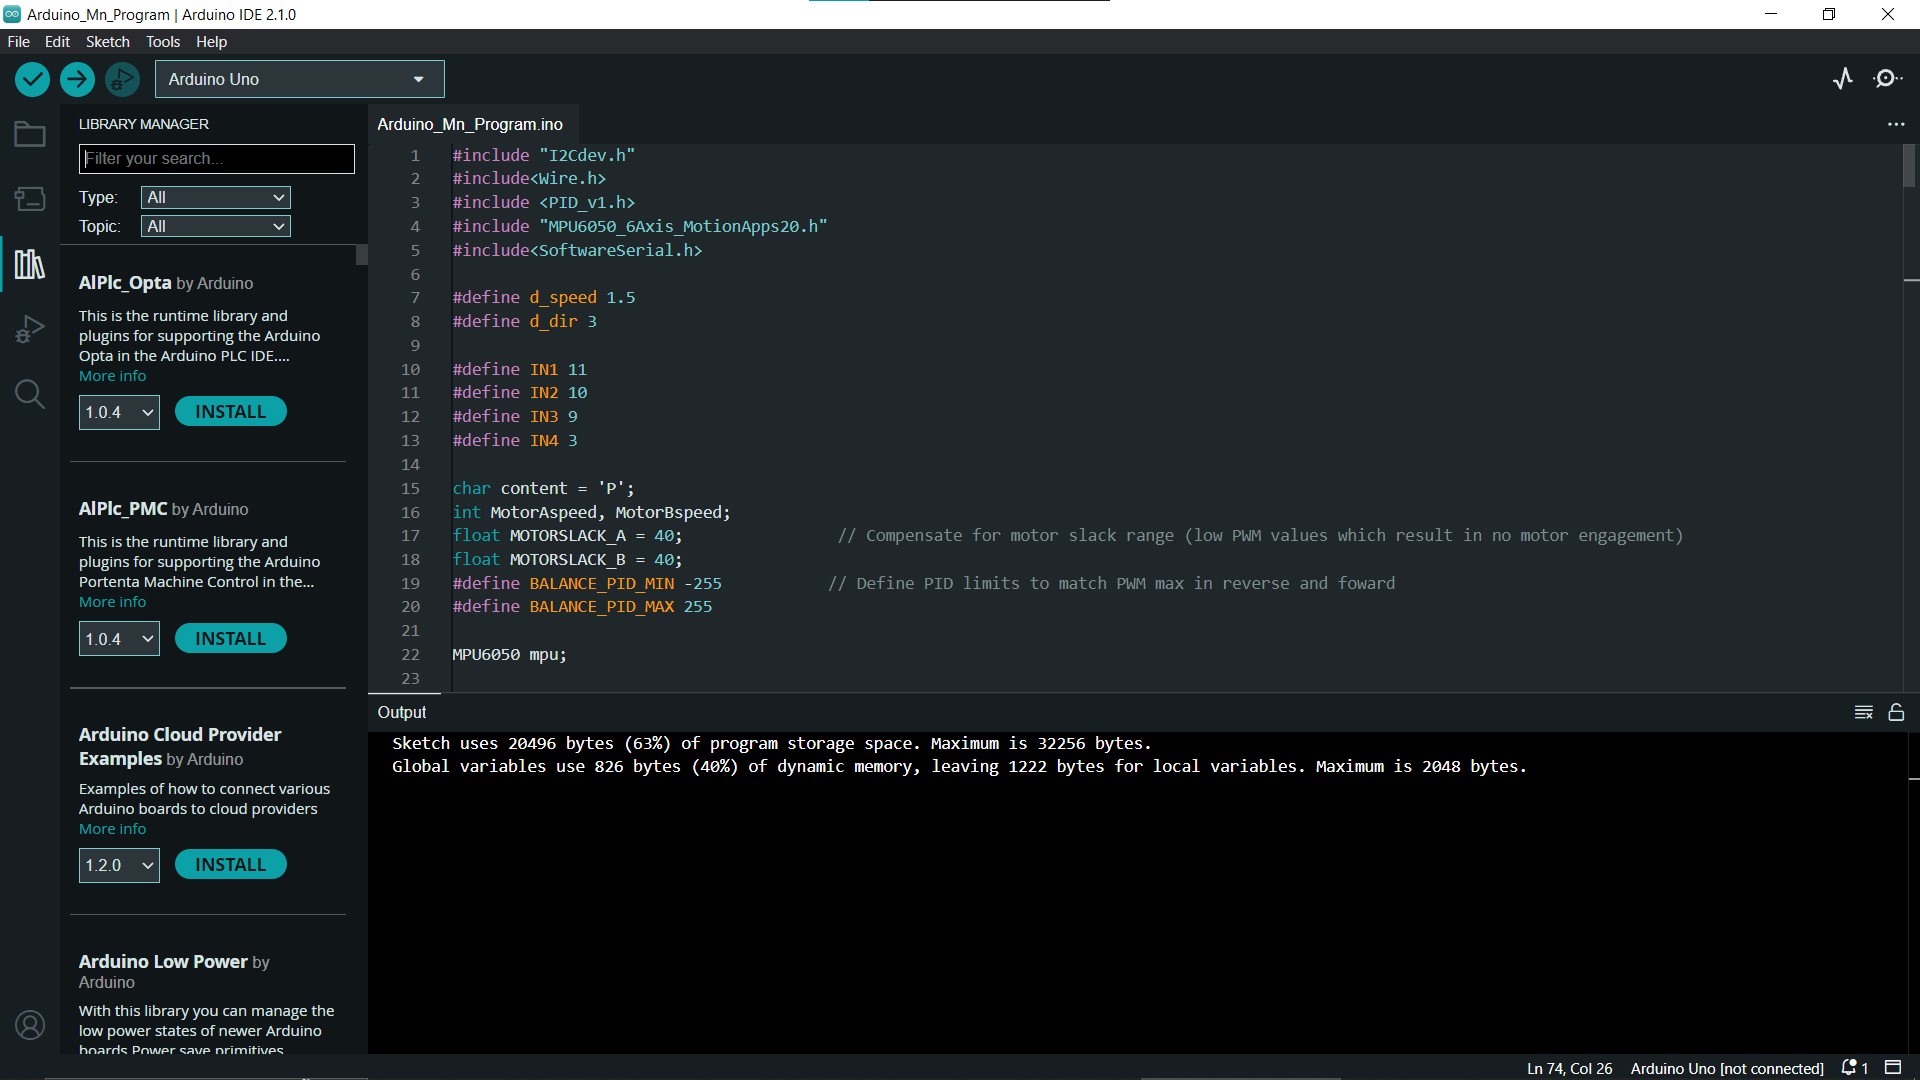 Arduino_Mn_Program | Arduino IDE 2.1.0
File Edit Sketch Tools Help
Arduino Uno
LIBRARY MANAGER
Filter your search...
Type: All
Topic: All
AlPlc_Opta by Arduino
This is the runtime library and
plugins for supporting the Arduino
Opta in the Arduino PLC IDE....
More info
1.0.4 INSTALL
AlPlc_PMC by Arduino
This is the runtime library and
plugins for supporting the Arduino
Portenta Machine Control in the...
More info
1.0.4 INSTALL
Arduino Cloud Provider
Examples by Arduino
Examples of how to connect various
Arduino boards to cloud providers
More info
1.2.0 INSTALL
Arduino Low Power by
Arduino
With this library you can manage the
low power states of newer Arduino
boards Power save primitives
Arduino_Mn_Program.ino
1 #include "I2Cdev.h"
2 #include<Wire.h>
3 #include <PID_v1.h>
4 #include "MPU6050_6Axis_MotionApps20.h"
5 #include<SoftwareSerial.h>
6
7 #define d_speed 1.5
8 #define d_dir 3
9
10 #define IN1 11
11 #define IN2 10
12 #define IN3 9
13 #define IN4 3
14
15 char content = 'P';
16 int MotorAspeed, MotorBspeed;
17 float MOTORSLACK_A = 40; // Compensate for motor slack range (low PWM values which result in no motor engagement)
18 float MOTORSLACK_B = 40;
19 #define BALANCE_PID_MIN -255 // Define PID limits to match PWM max in reverse and foward
20 #define BALANCE_PID_MAX 255
21
22 MPU6050 mpu;
23
Output
Sketch uses 20496 bytes (63%) of program storage space. Maximum is 32256 bytes.
Global variables use 826 bytes (40%) of dynamic memory, leaving 1222 bytes for local variables. Maximum is 2048 bytes.
Ln 74, Col 26 Arduino Uno [not connected] 1